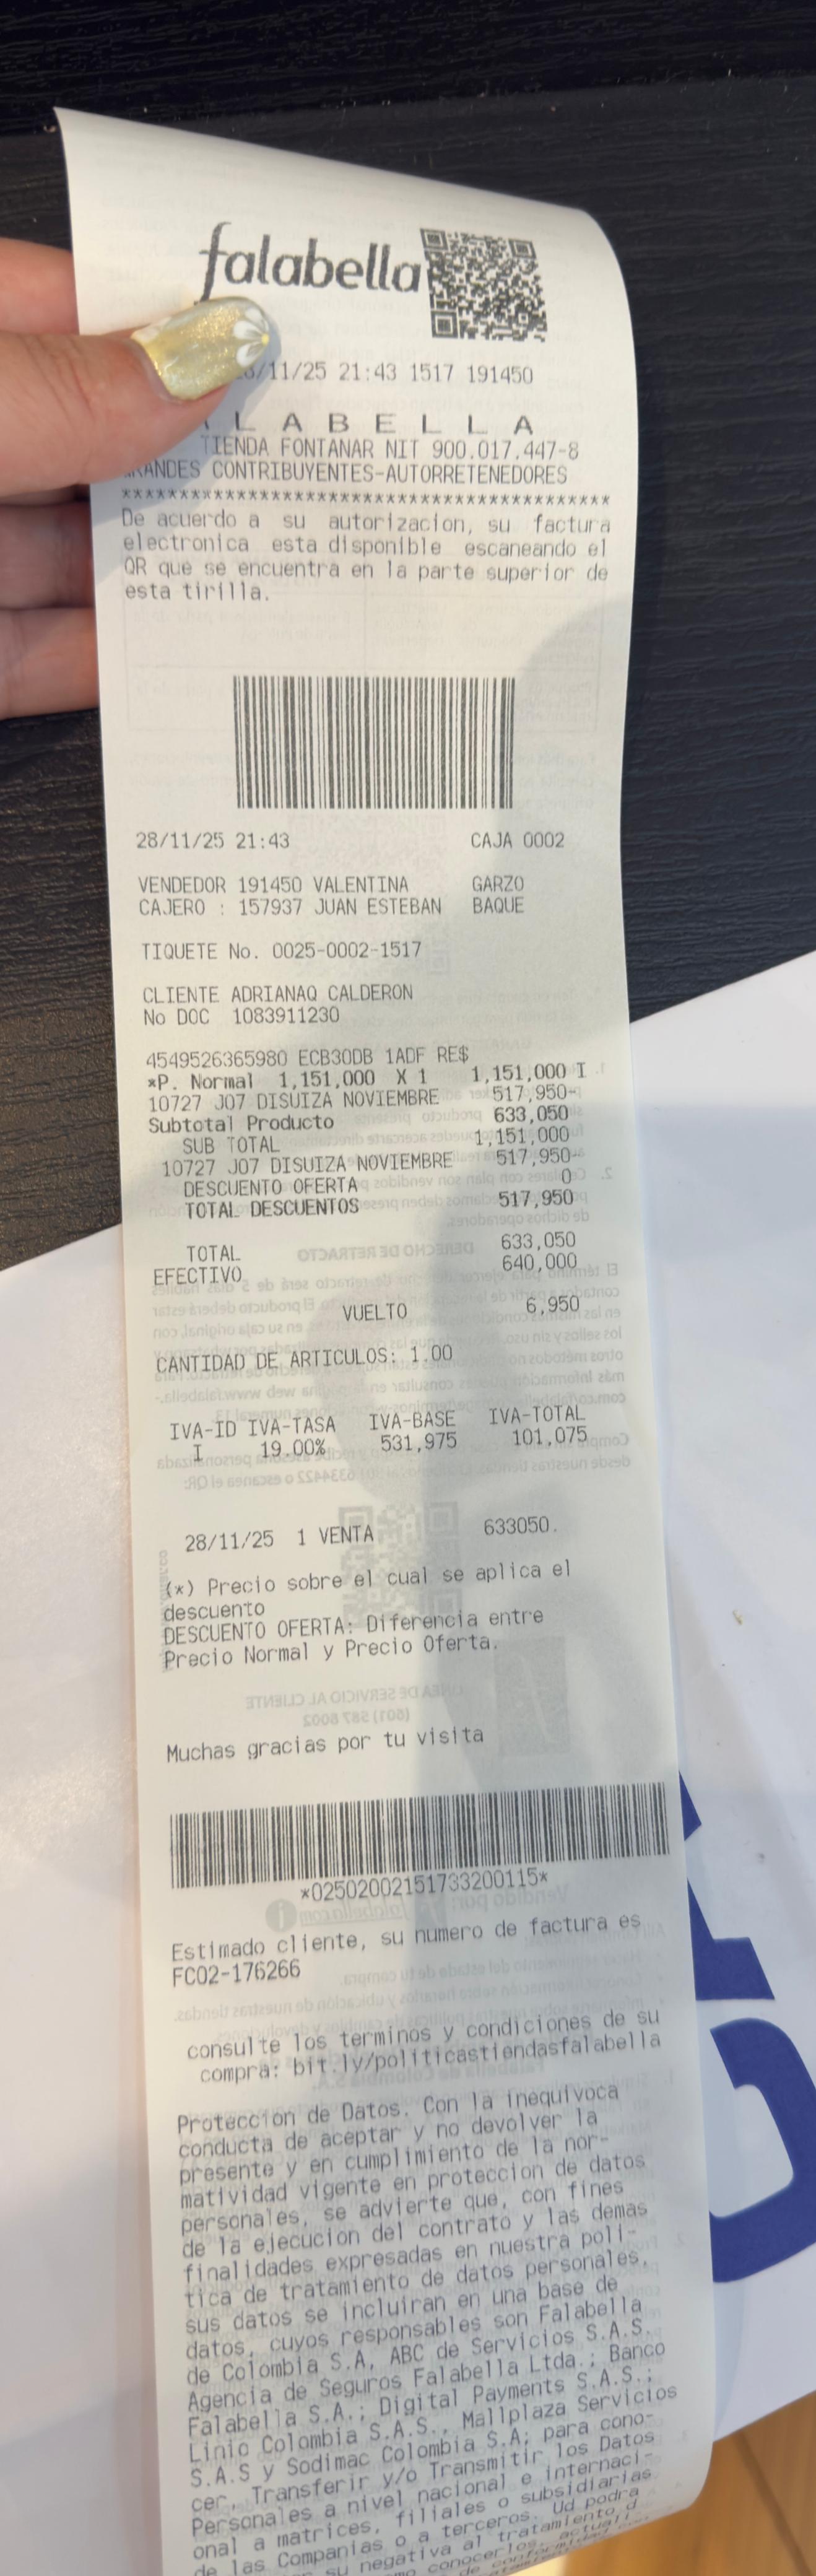 falabella
/11/25 21:43 1517 191450
LABELLA
TIENDA FONTANAR NIT 900.017.447-8
CONTRIBUYENTES-AUTORRETENEDORES
******************************************
De acuerdo a su autorizacion, su factura
electronica esta disponible escaneando el
QR que se encuentra en la parte superior de
esta tirilla.
28/11/25 21:43 CAJA 0002
VENDEDOR 191450 VALENTINA GARZO
CAJERO : 157937 JUAN ESTEBAN BAQUE
TIQUETE No. 0025-0002-1517
CLIENTE ADRIANAQ CALDERON
No DOC 1083911230
4549526365980 ECB30DB 1ADF RE$
*P. Normal 1,151,000 X 1 1,151,000 I
10727 J07 DISUIZA NOVIEMBRE 517,950-
Subtotal Producto 633,050
SUB TOTAL 1,151,000
10727 J07 DISUIZA NOVIEMBRE 517,950-
DESCUENTO OFERTA 0
TOTAL DESCUENTOS 517,950
TOTAL 633,050
EFECTIVO 640,000
VUELTO 6,950
CANTIDAD DE ARTICULOS: 1.00
IVA-ID IVA-TASA IVA-BASE IVA-TOTAL
I 19.00% 531,975 101,075
28/11/25 1 VENTA 633050.
(*) Precio sobre el cual se aplica el
descuento
DESCUENTO OFERTA: Diferencia entre
Precio Normal y Precio Oferta.
Muchas gracias por tu visita
*02502002151733200115*
Estimado cliente, su numero de factura es
FC02-176266
consulte los terminos y condiciones de su
compra: bit.ly/politicastiendasfalabella
Proteccion de Datos. Con la inequivoca
conducta de aceptar y no devolver la
presente y en cumplimiento de la nor-
matividad vigente en proteccion de datos
personales, se advierte que, con fines
de la ejecucion del contrato y las demas
finalidades expresadas en nuestra poli-
tica de tratamiento de datos personales,
sus datos se incluiran en una base de
datos, cuyos responsables son Falabella
de Colombia S.A, ABC de Servicios S.A.S.
Agencia de Seguros Falabella Ltda.; Banco
Falabella S.A.; Digital Payments S.A.S.;
Linio Colombia S.A.S., Mallplaza Servicios
S.A.S y Sodimac Colombia S.A; para cono-
cer, Transferir y/o Transmitir los Datos
Personales a nivel nacional e internaci-
onal a matrices, filiales o subsidiarias
de las Companias o a terceros. Ud podra
su negativa al tratamiento
conocerlos,